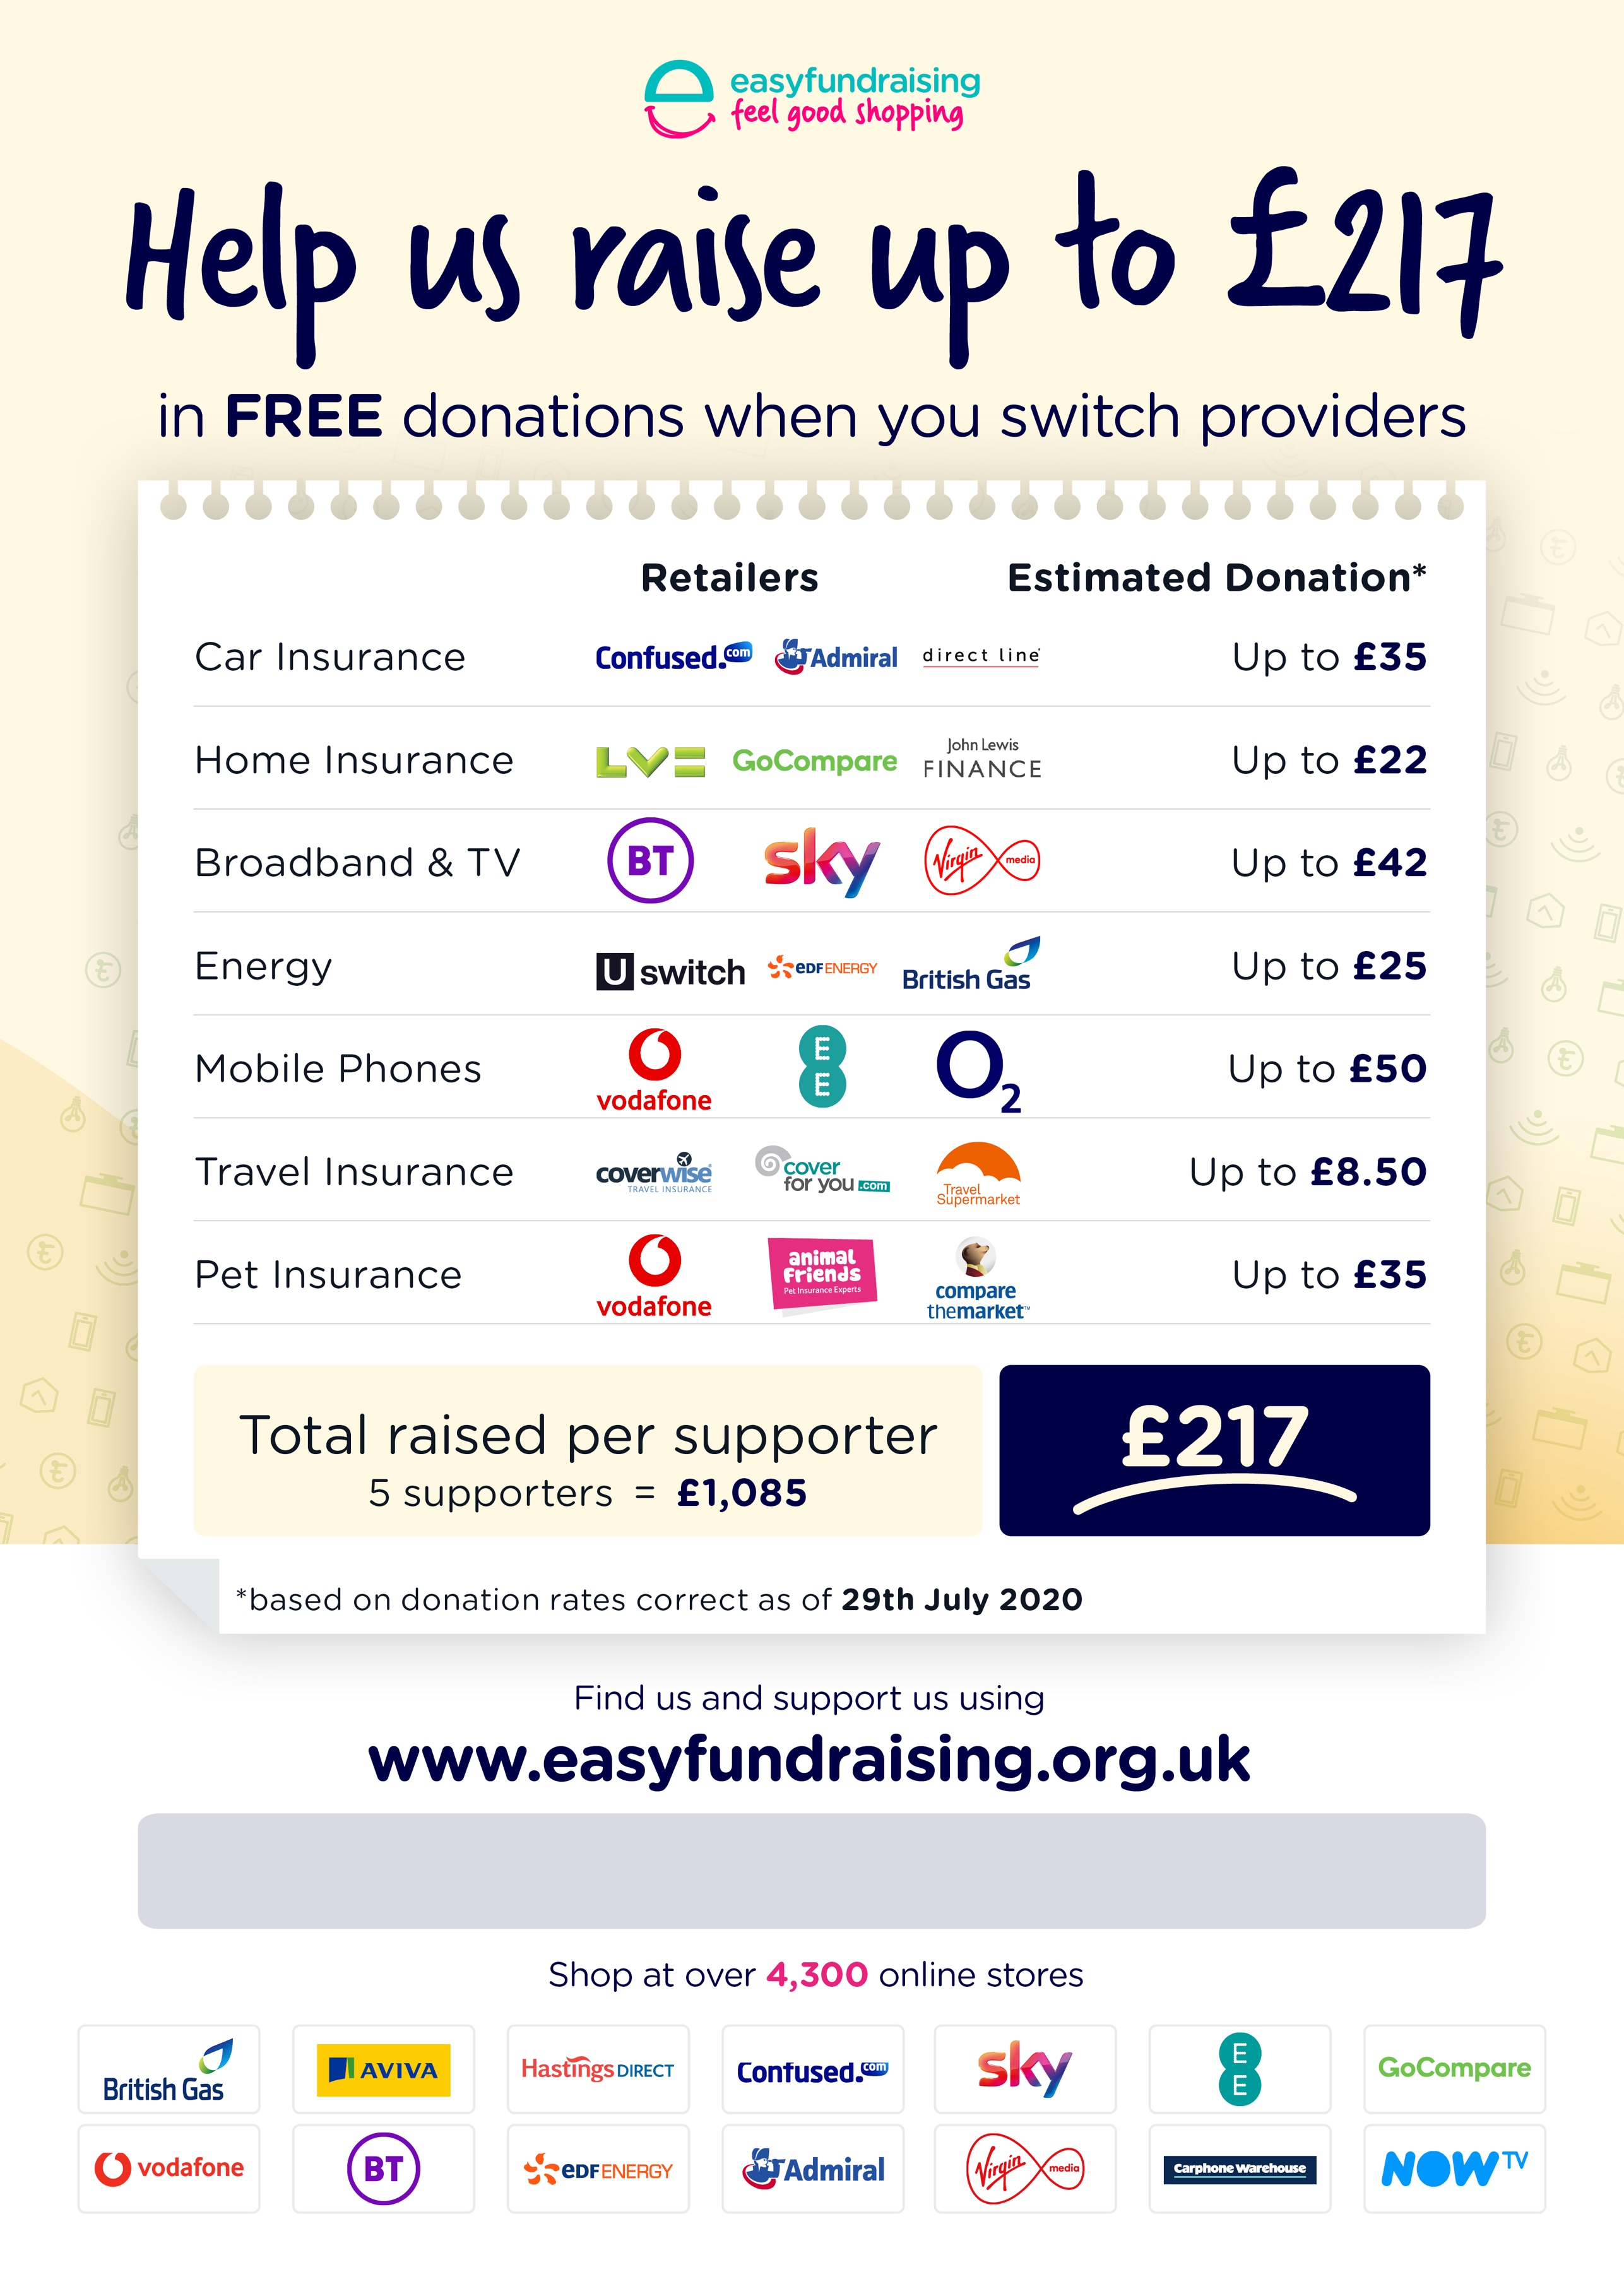 easyfundraising
feel good shopping
Help us raise up to £217
in FREE donations when you switch providers
Retailers Estimated Donation*
Car Insurance Confused.com Admiral direct line Up to £35
Home Insurance LV= GoCompare John Lewis FINANCE Up to £22
Broadband & TV BT sky Virgin media Up to £42
Energy Uswitch eDF ENERGY British Gas Up to £25
Mobile Phones vodafone EE O2 Up to £50
Travel Insurance coverwise TRAVEL INSURANCE cover for you .com Travel Supermarket Up to £8.50
Pet Insurance vodafone animal friends Pet Insurance Experts compare themarket™ Up to £35
Total raised per supporter £217
5 supporters = £1,085
*based on donation rates correct as of 29th July 2020
Find us and support us using
www.easyfundraising.org.uk
Shop at over 4,300 online stores
British Gas AVIVA Hastings DIRECT Confused.com sky EE GoCompare
vodafone BT eDF ENERGY Admiral Virgin media Carphone Warehouse NOW TV